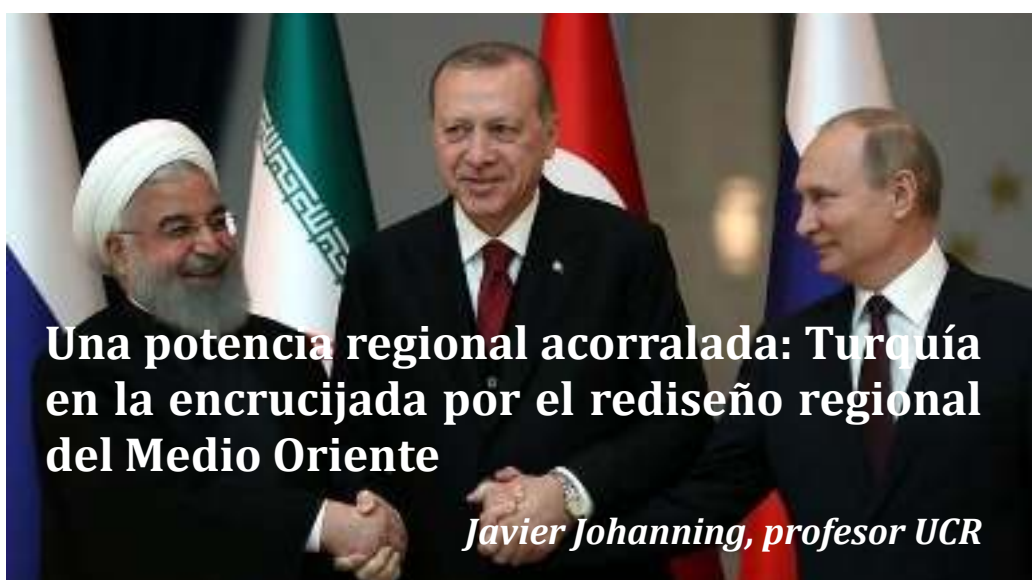 Una potencia regional acorralada: Turquía
en la encrucijada por el rediseño regional
del Medio Oriente
Javier Johanning, profesor UCR